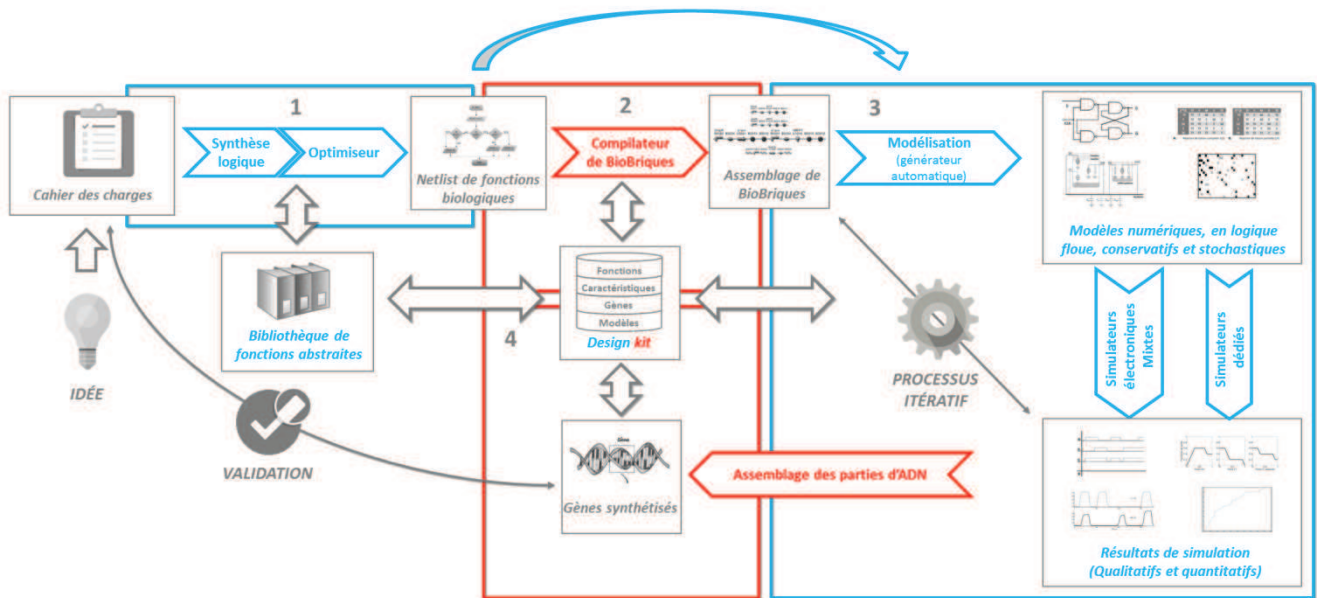 1
2
3
Synthèse
logique
Optimiseur
Compilateur
de BioBriques
Modélisation
(générateur
automatique)
Cahier des charges
Netlist de fonctions
biologiques
Assemblage de
BioBriques
Modèles numériques, en logique
floue, conservatifs et stochastiques
Fonctions
Caractéristiques
Gènes
Modèles
Design kit
4
Bibliothèque de
fonctions abstraites
IDÉE
VALIDATION
PROCESSUS
ITÉRATIF
Simulateurs
électroniques
Mixtes
Simulateurs
dédiés
Assemblage des parties d'ADN
Gènes synthétisés
Résultats de simulation
(Qualitatifs et quantitatifs)